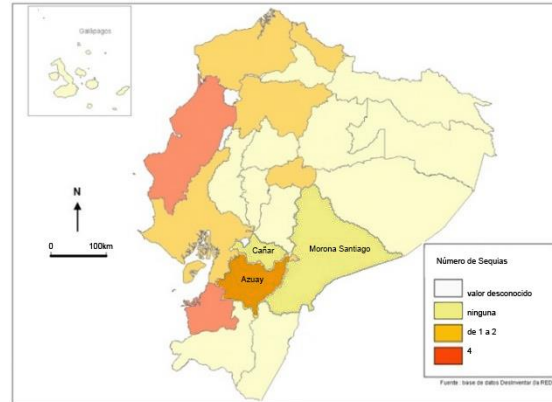 Galápagos
N
0 100km
Cañar
Morona Santiago
Azuay
Número de Sequias
valor desconocido
ninguna
de 1 a 2
4
Fuente : base de datos DesInventar (la RED)